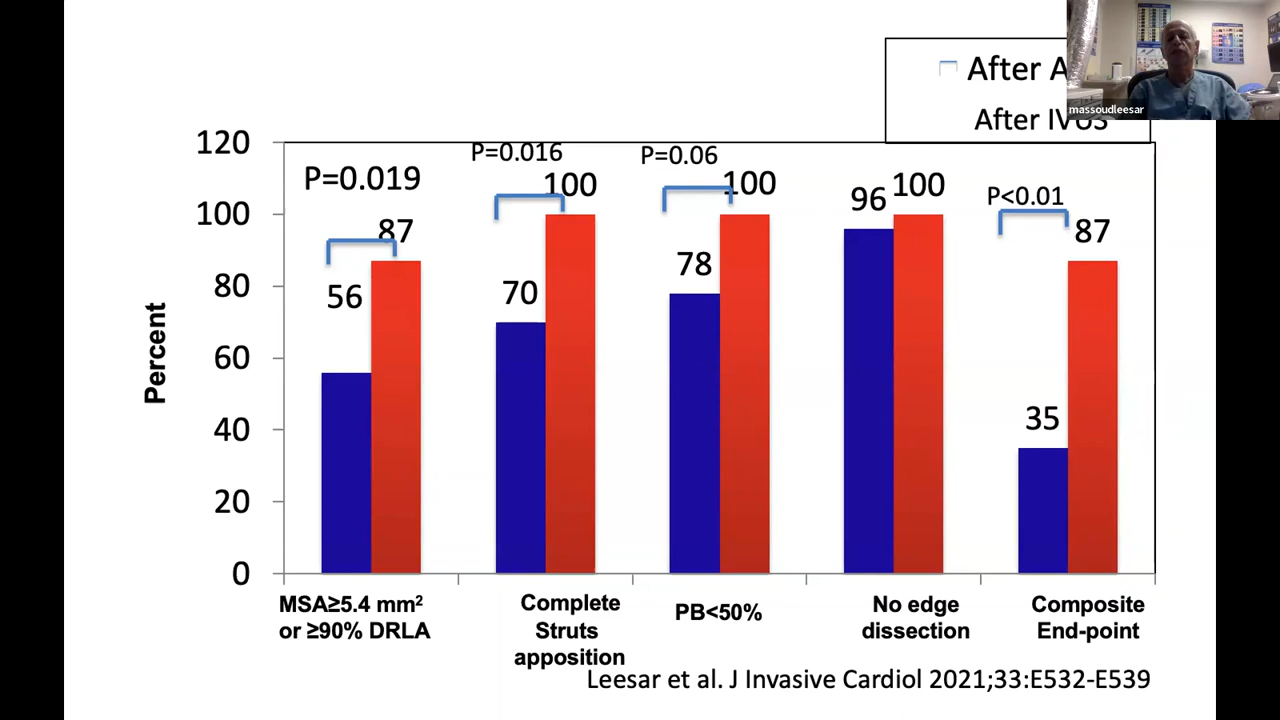 After A
massoudleesar
After IVUS
120
100
80
60
40
20
0
Percent
P=0.019
P=0.016
P=0.06
P<0.01
56
87
70
100
78
100
96
100
35
87
MSA≥5.4 mm²
or ≥90% DRLA
Complete
Struts
apposition
PB<50%
No edge
dissection
Composite
End-point
Leesar et al. J Invasive Cardiol 2021;33:E532-E539